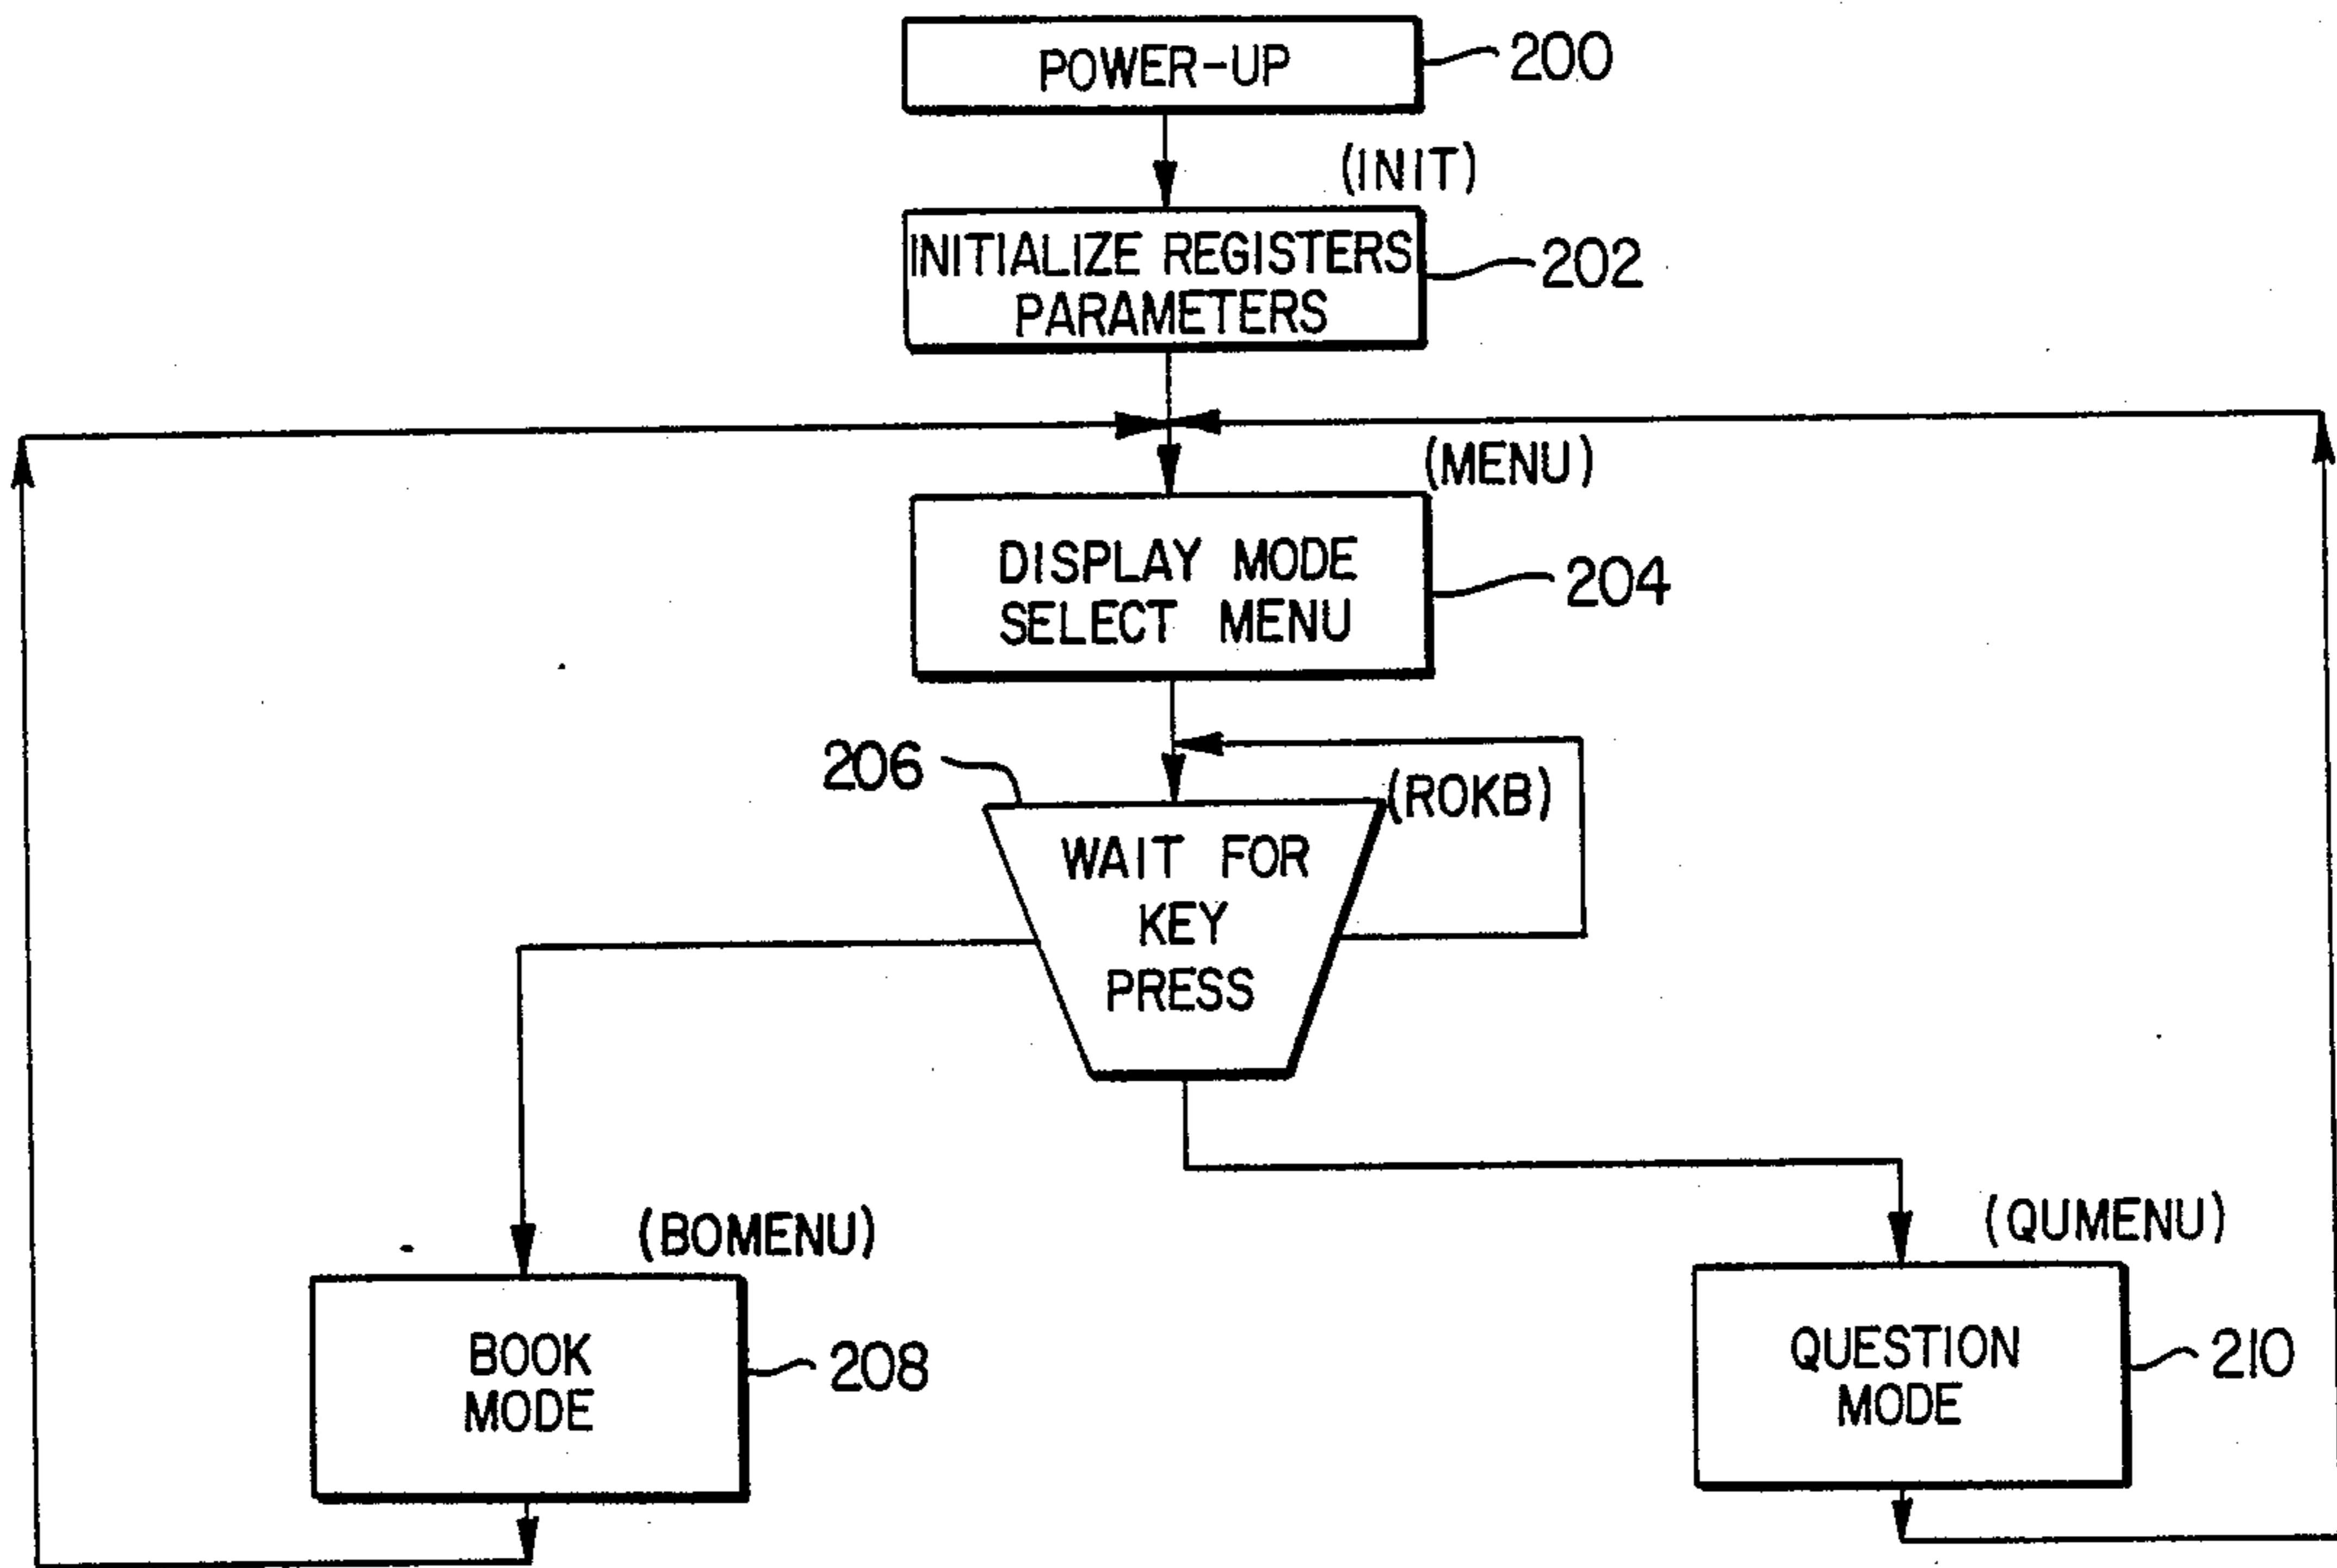 POWER-UP
200
(INIT)
INITIALIZE REGISTERS
PARAMETERS
202
(MENU)
DISPLAY MODE
SELECT MENU
204
206
(ROKB)
WAIT FOR
KEY
PRESS
(BOMENU)
BOOK
MODE
208
(QUMENU)
QUESTION
MODE
210